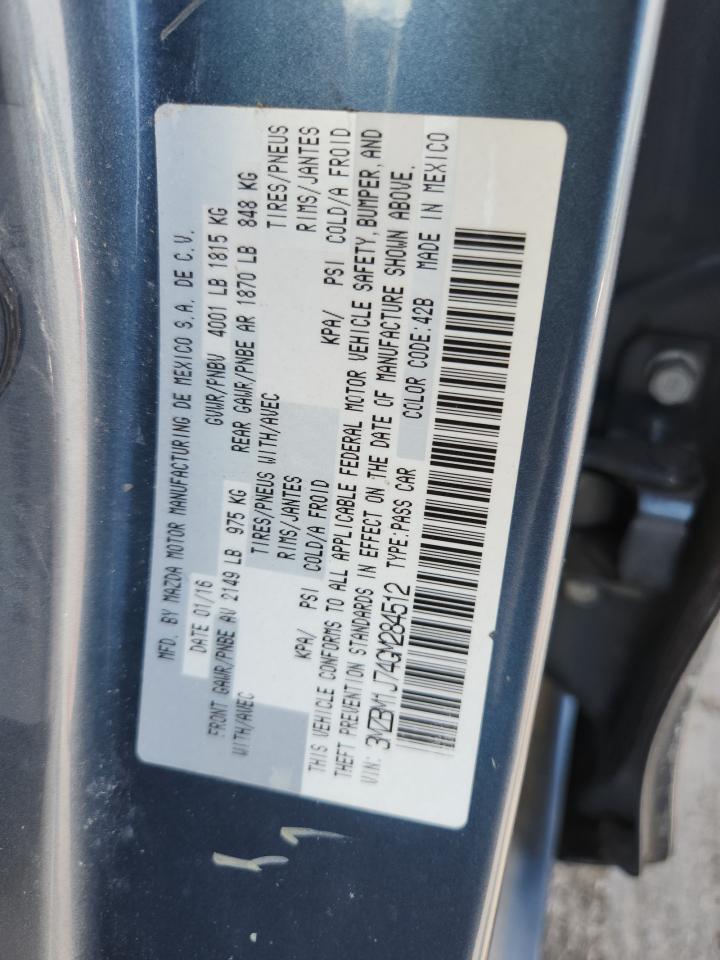 MFD. BY MAZDA MOTOR MANUFACTURING DE MEXICO S.A. DE C.V.
DATE 01/16 GVWR/PNBV 4001 LB 1815 KG
FRONT GAWR/PNBE AV 2149 LB 975 KG REAR GAWR/PNBE AR 1870 LB 848 KG
WITH/AVEC TIRES/PNEUS WITH/AVEC TIRES/PNEUS
RIMS/JANTES RIMS/JANTES
KPA/ PSI COLD/A FROID KPA/ PSI COLD/A FROID
THIS VEHICLE CONFORMS TO ALL APPLICABLE FEDERAL MOTOR VEHICLE SAFETY, BUMPER, AND
THEFT PREVENTION STANDARDS IN EFFECT ON THE DATE OF MANUFACTURE SHOWN ABOVE.
VIN: 3MZBM1J74GM284512 TYPE:PASS CAR COLOR CODE:42B MADE IN MEXICO